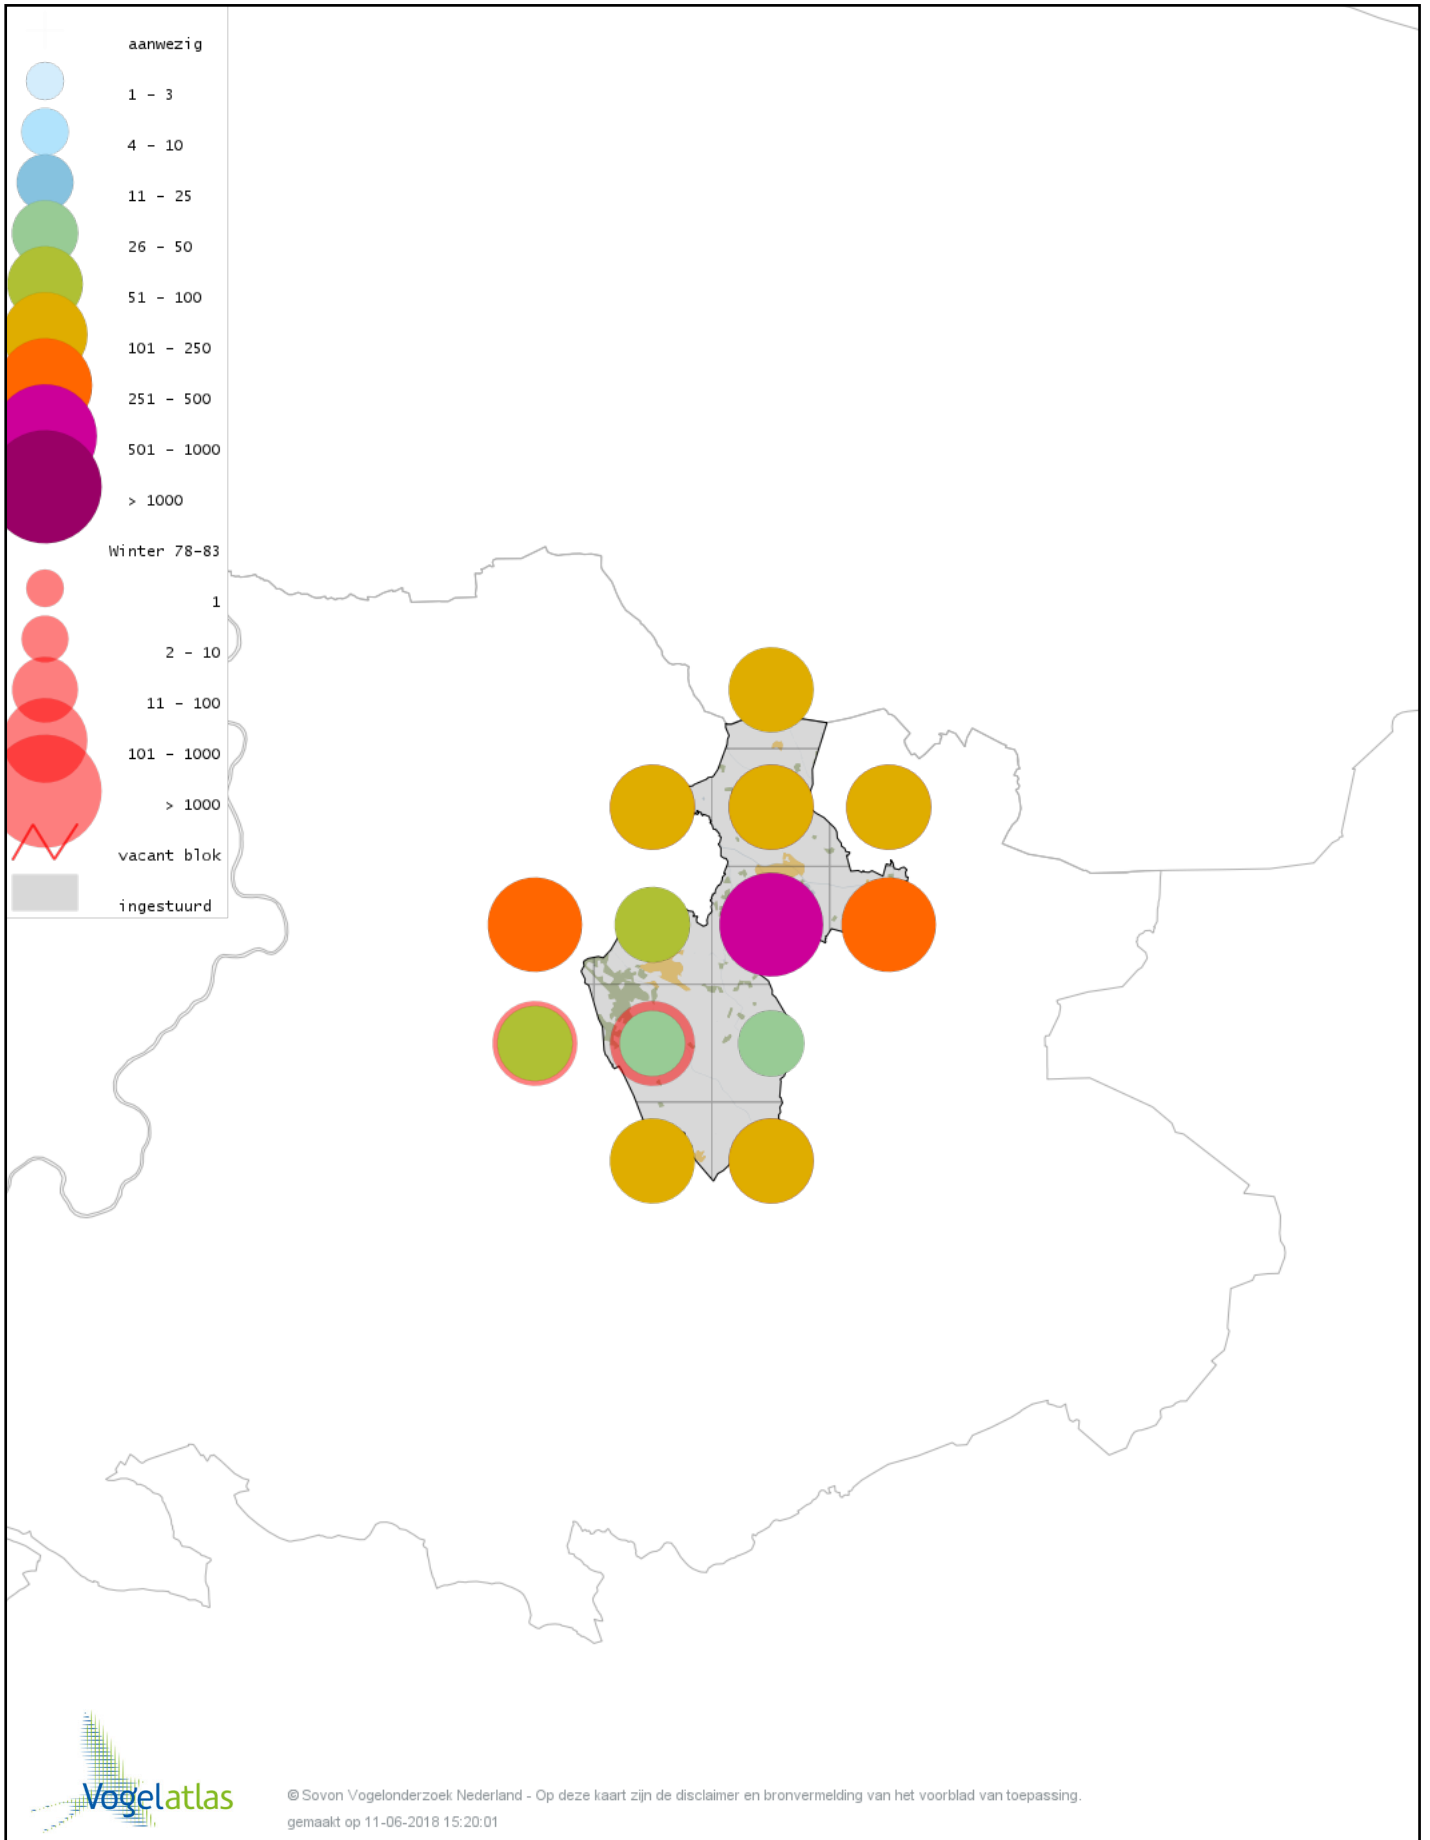 aanwezig
1 - 3
4 - 10
11 - 25
26 - 50
51 - 100
101 - 250
251 - 500
501 - 1000
> 1000
Winter 78-83
1
2 - 10
11 - 100
101 - 1000
> 1000
vacant blok
ingestuurd
Vogelatlas
© Sovon Vogelonderzoek Nederland - Op deze kaart zijn de disclaimer en bronvermelding van het voorblad van toepassing.
gemaakt op 11-06-2018 15:20:01